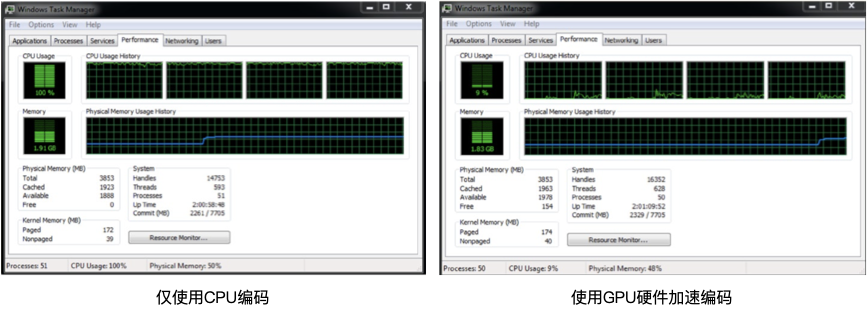 Windows Task Manager
File Options View Help
Applications Processes Services Performance Networking Users
CPU Usage CPU Usage History
100 %
Memory Physical Memory Usage History
1.91 GB
Physical Memory (MB)
Total 3853
Cached 1923
Available 1888
Free 0
Kernel Memory (MB)
Paged 172
Nonpaged 39
System
Handles 14753
Threads 593
Processes 51
Up Time 2:00:58:48
Commit (MB) 2261 / 7705
Resource Monitor...
Processes: 51 CPU Usage: 100% Physical Memory: 50%
仅使用CPU编码
Windows Task Manager
File Options View Help
Applications Processes Services Performance Networking Users
CPU Usage CPU Usage History
9 %
Memory Physical Memory Usage History
1.83 GB
Physical Memory (MB)
Total 3853
Cached 1963
Available 1978
Free 154
Kernel Memory (MB)
Paged 174
Nonpaged 40
System
Handles 16352
Threads 628
Processes 50
Up Time 2:01:09:52
Commit (MB) 2329 / 7705
Resource Monitor...
Processes: 50 CPU Usage: 9% Physical Memory: 48%
使用GPU硬件加速编码